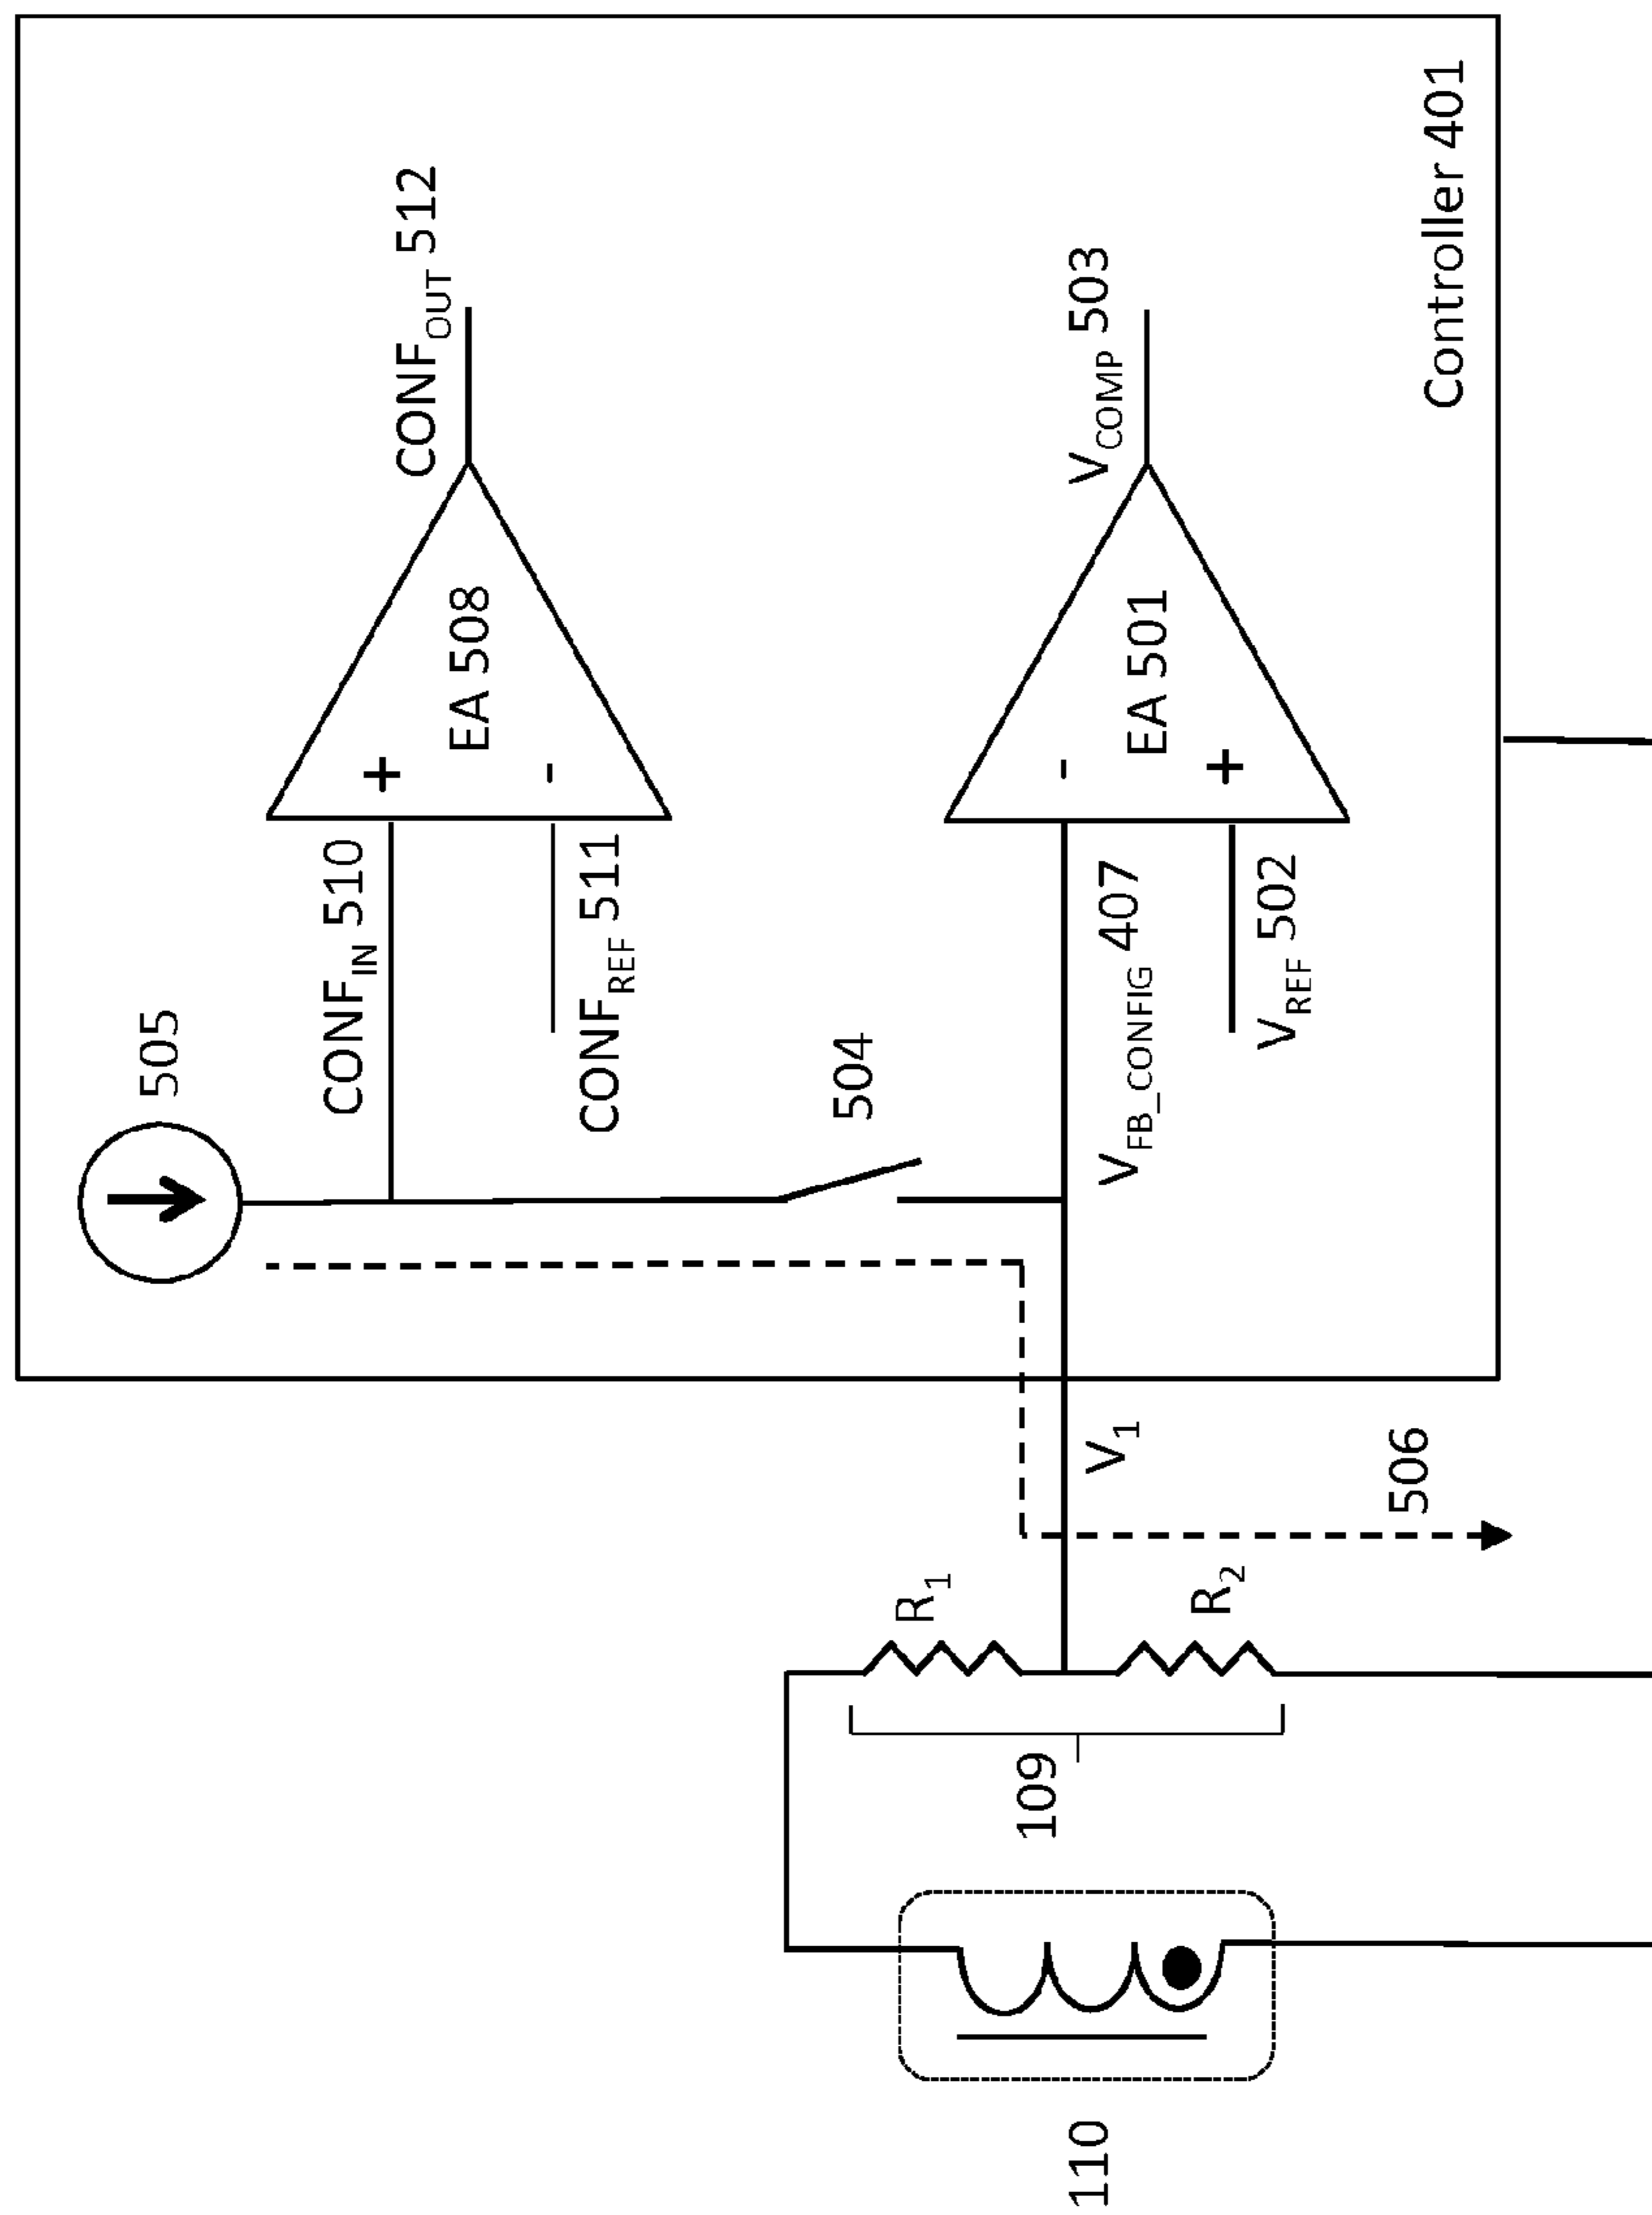 505
CONF_IN 510
CONF_REF 511
+
-
EA 508
CONF_OUT 512
504
V_FB_CONFIG 407
V_REF 502
-
+
EA 501
V_COMP 503
Controller 401
V_1
506
R_1
R_2
109
110